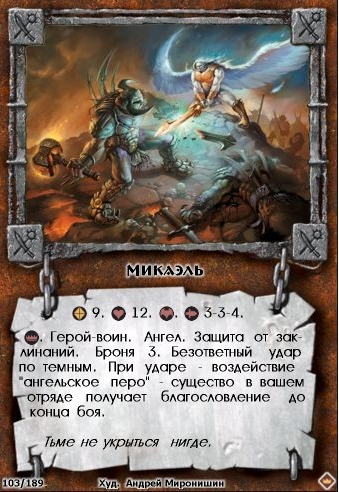 Микаэль
9. 12. . 3-3-4.
. Герой-воин. Ангел. Защита от зак-
линаний. Броня 3. Безответный удар
по темным. При ударе - воздействие
"ангельское перо" - существо в вашем
отряде получает благословление до
конца боя.
Тьме не укрыться нигде.
103/189 Худ. Андрей Миронишин